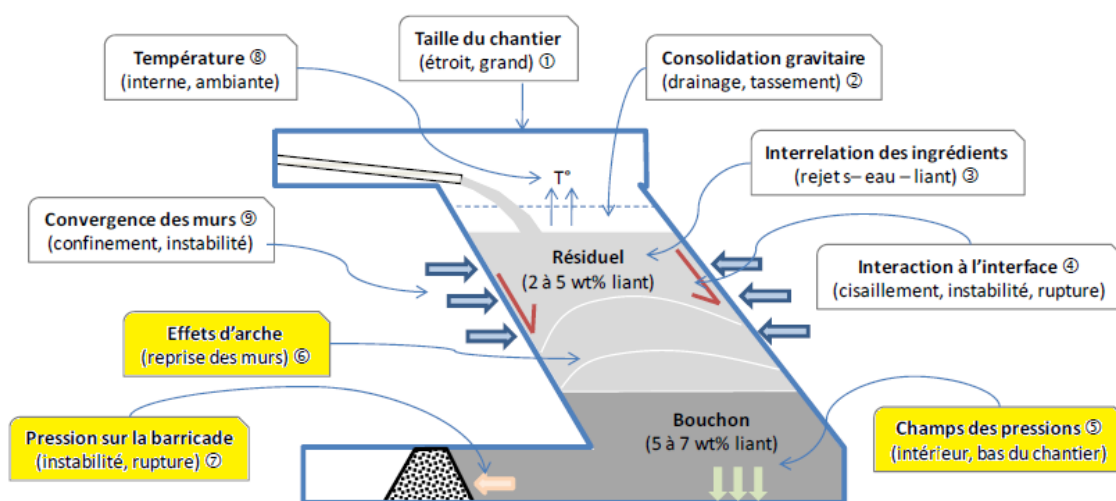 Taille du chantier
(étroit, grand) ①
Température ⑧
(interne, ambiante)
Consolidation gravitaire
(drainage, tassement) ②
Interrelation des ingrédients
(rejet s– eau – liant) ③
T°
Convergence des murs ⑨
(confinement, instabilité)
Résiduel
(2 à 5 wt% liant)
Interaction à l'interface ④
(cisaillement, instabilité, rupture)
Effets d'arche
(reprise des murs) ⑥
Bouchon
(5 à 7 wt% liant)
Pression sur la barricade
(instabilité, rupture) ⑦
Champs des pressions ⑤
(intérieur, bas du chantier)